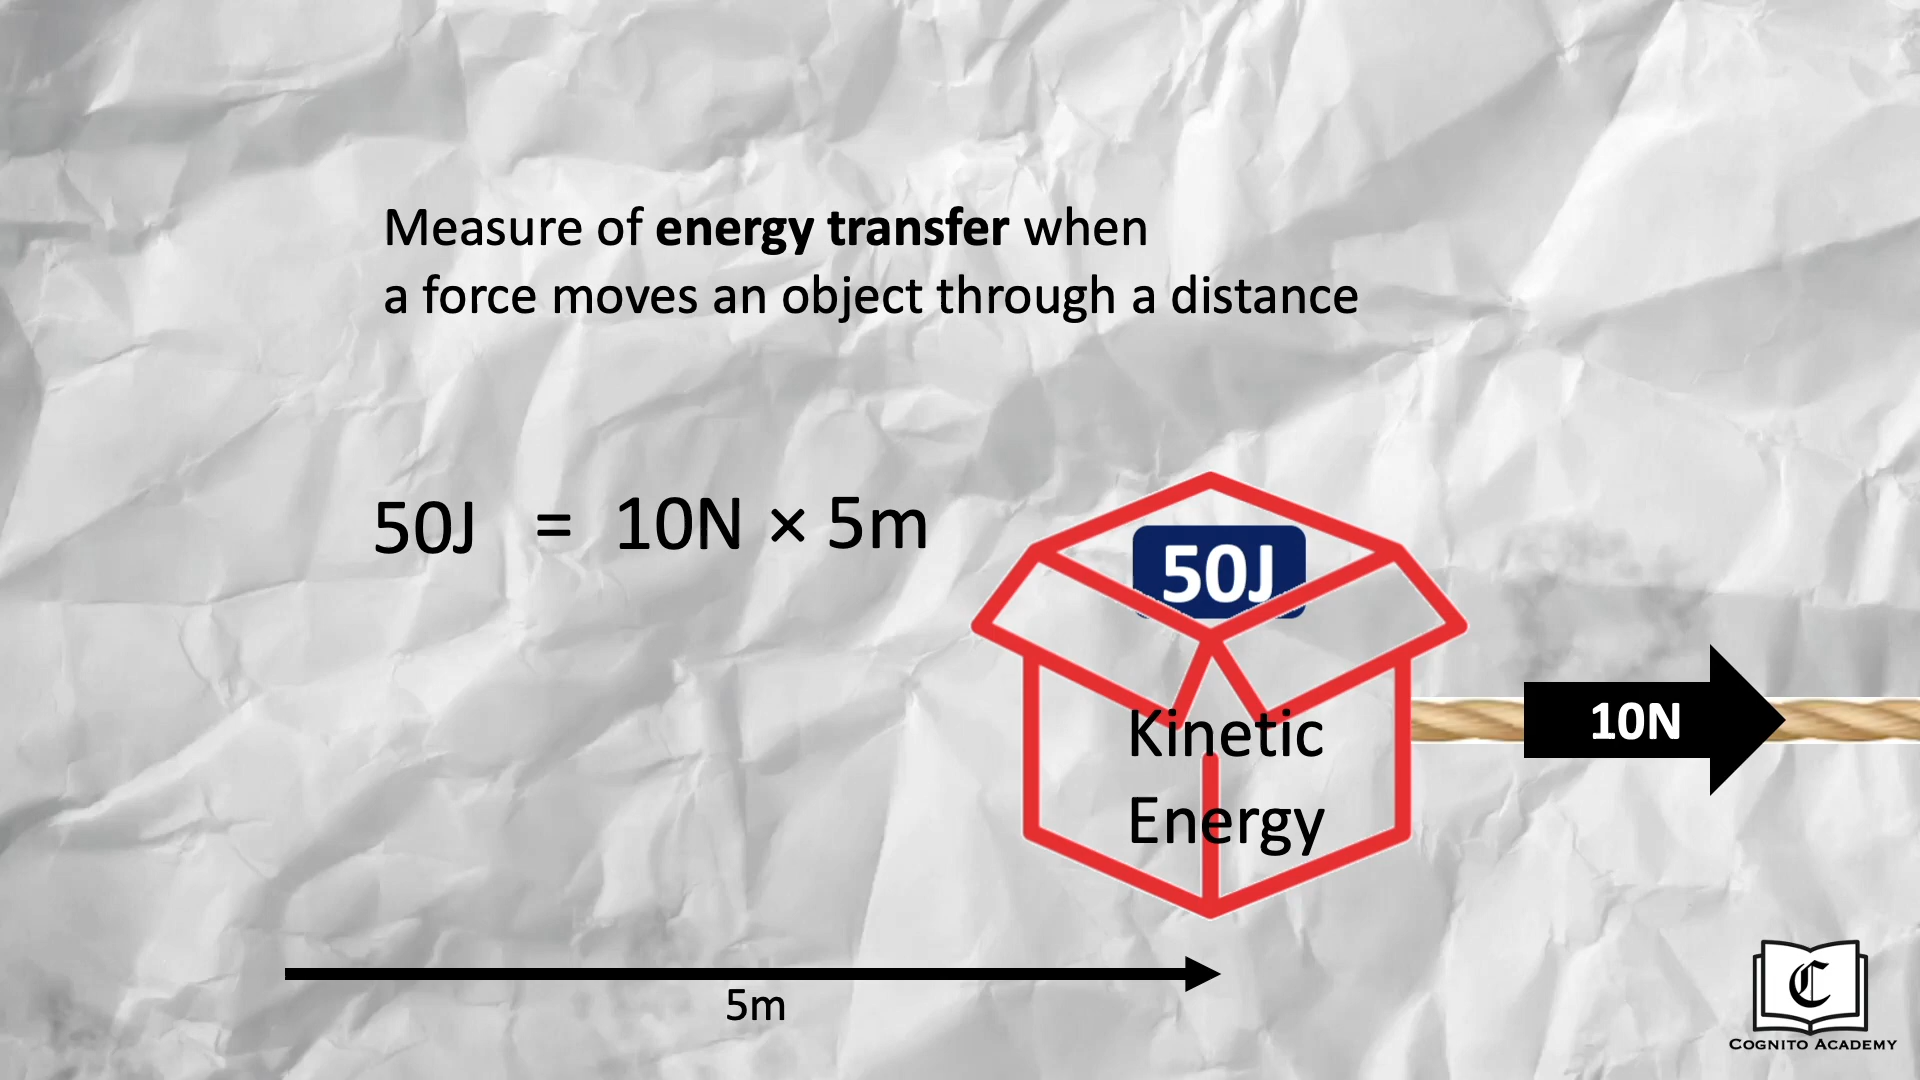 Measure of energy transfer when
a force moves an object through a distance
50J = 10N × 5m
50J
Kinetic
Energy
10N
5m
C
COGNITO ACADEMY